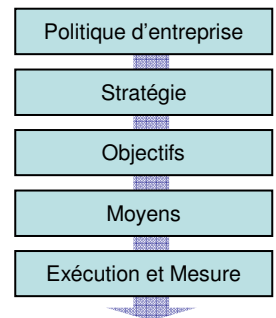 Politique d'entreprise
Stratégie
Objectifs
Moyens
Exécution et Mesure